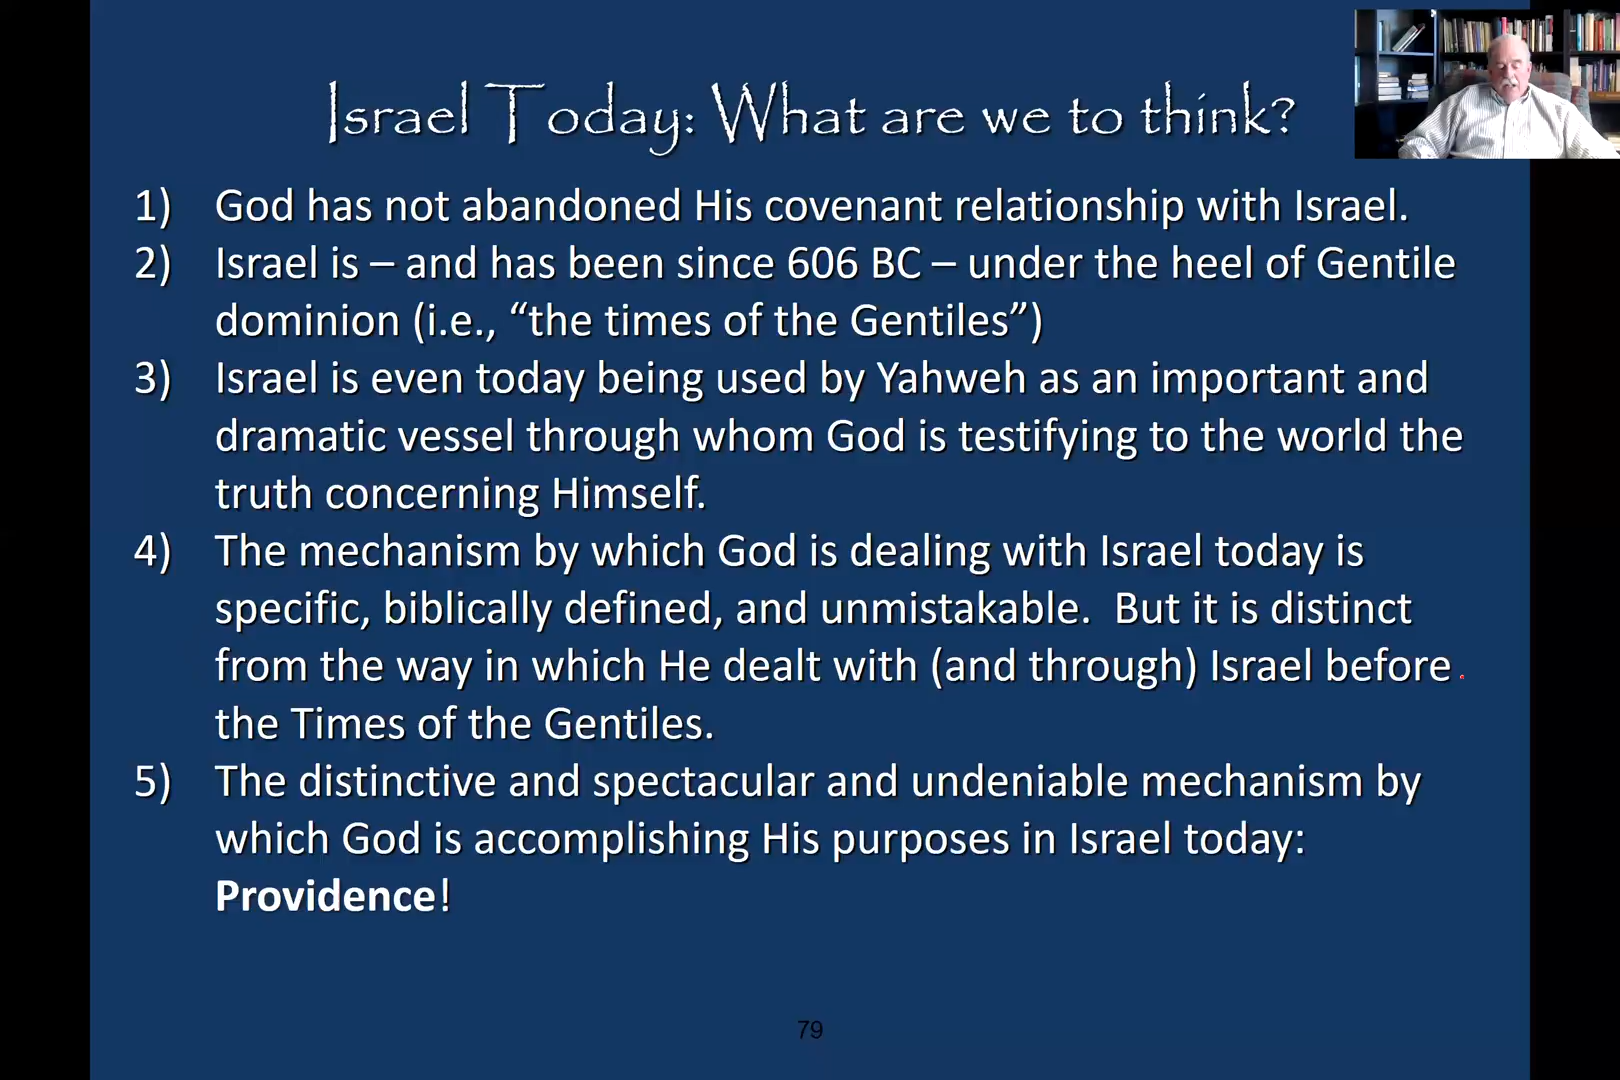 Israel Today: What are we to think?
1) God has not abandoned His covenant relationship with Israel.
2) Israel is – and has been since 606 BC – under the heel of Gentile
dominion (i.e., “the times of the Gentiles”)
3) Israel is even today being used by Yahweh as an important and
dramatic vessel through whom God is testifying to the world the
truth concerning Himself.
4) The mechanism by which God is dealing with Israel today is
specific, biblically defined, and unmistakable. But it is distinct
from the way in which He dealt with (and through) Israel before
the Times of the Gentiles.
5) The distinctive and spectacular and undeniable mechanism by
which God is accomplishing His purposes in Israel today:
Providence!
79